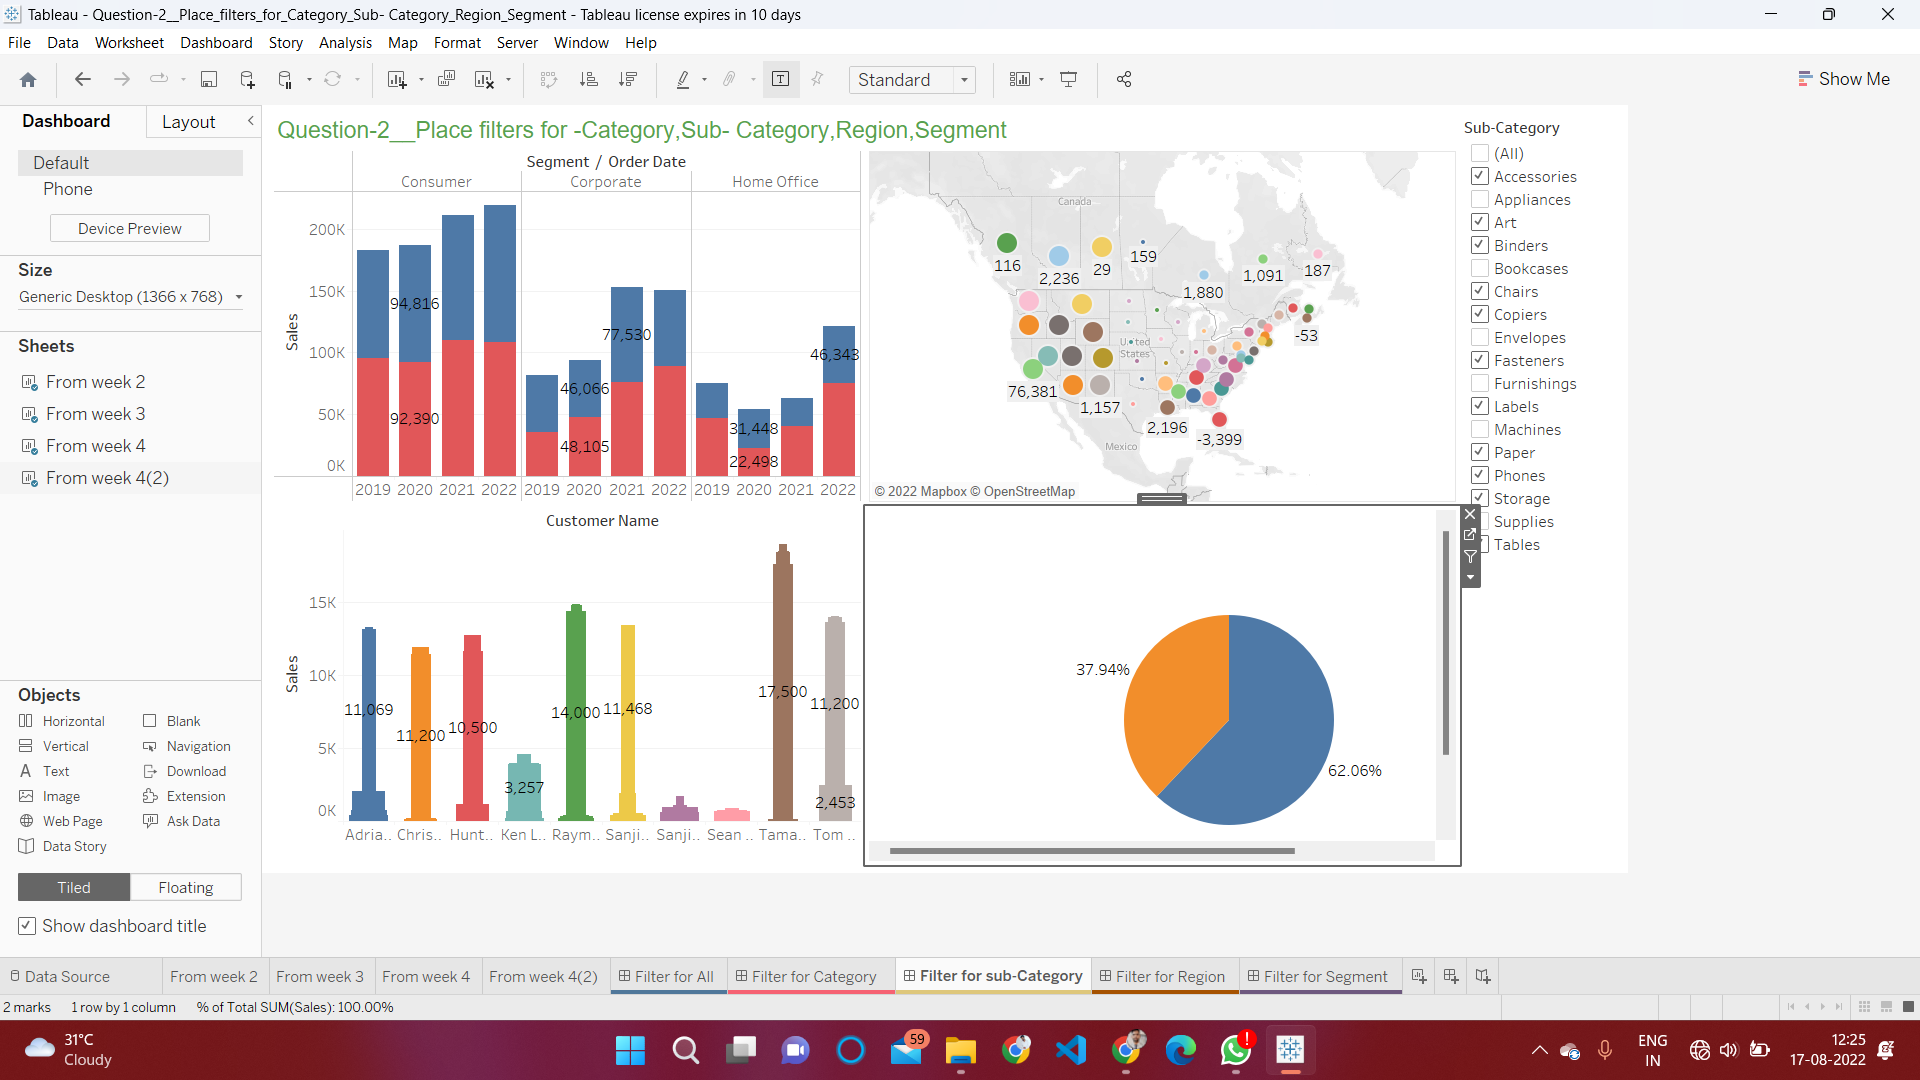 Tableau - Question-2__Place_filters_for_Category_Sub- Category_Region_Segment - Tableau license expires in 10 days
File Data Worksheet Dashboard Story Analysis Map Format Server Window Help
Standard
Show Me
Dashboard Layout
Default
Phone
Device Preview
Size
Generic Desktop (1366 x 768)
Sheets
From week 2
From week 3
From week 4
From week 4(2)
Objects
Horizontal Blank
Vertical Navigation
Text Download
Image Extension
Web Page Ask Data
Data Story
Tiled Floating
Show dashboard title
Question-2__Place filters for -Category,Sub- Category,Region,Segment
Segment / Order Date
Consumer Corporate Home Office
Sales
200K
150K
100K
50K
0K
94,816
92,390
46,066
48,105
77,530
31,448
22,498
46,343
2019 2020 2021 2022 2019 2020 2021 2022 2019 2020 2021 2022
Canada
United States
Mexico
116
2,236
29
159
1,880
1,091
187
-53
76,381
1,157
2,196
-3,399
© 2022 Mapbox © OpenStreetMap
Customer Name
Sales
15K
10K
5K
0K
11,069
11,200
10,500
3,257
14,000
11,468
17,500
11,200
2,453
Adria.. Chris.. Hunt.. Ken L.. Raym.. Sanji.. Sanji.. Sean .. Tama.. Tom ..
37.94%
62.06%
Sub-Category
(All)
Accessories
Appliances
Art
Binders
Bookcases
Chairs
Copiers
Envelopes
Fasteners
Furnishings
Labels
Machines
Paper
Phones
Storage
Supplies
Tables
Data Source From week 2 From week 3 From week 4 From week 4(2) Filter for All Filter for Category Filter for sub-Category Filter for Region Filter for Segment
2 marks 1 row by 1 column % of Total SUM(Sales): 100.00%
31°C
Cloudy
59
ENG
IN
12:25
17-08-2022